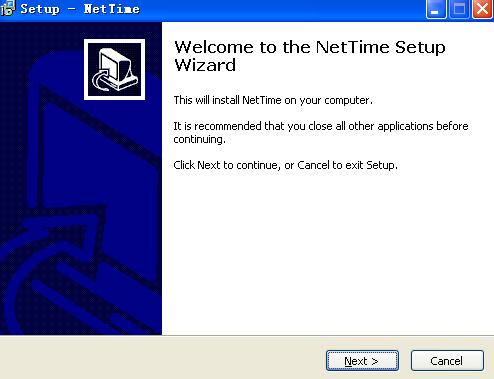 Setup - NetTime
Welcome to the NetTime Setup
Wizard
This will install NetTime on your computer.
It is recommended that you close all other applications before
continuing.
Click Next to continue, or Cancel to exit Setup.
Next > Cancel